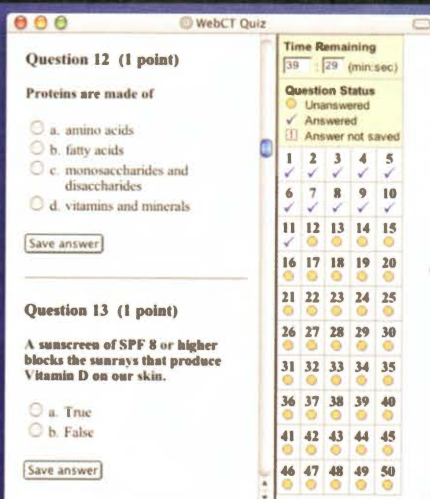 WebCT Quiz
Question 12 (1 point)
Proteins are made of
a. amino acids
b. fatty acids
c. monosaccharides and
disaccharides
d. vitamins and minerals
Save answer
Question 13 (1 point)
A sunscreen of SPF 8 or higher
blocks the sunrays that produce
Vitamin D on our skin.
a. True
b. False
Save answer
Time Remaining
39 : 29 (min:sec)
Question Status
Unanswered
Answered
Answer not saved
1 2 3 4 5
6 7 8 9 10
11 12 13 14 15
16 17 18 19 20
21 22 23 24 25
26 27 28 29 30
31 32 33 34 35
36 37 38 39 40
41 42 43 44 45
46 47 48 49 50